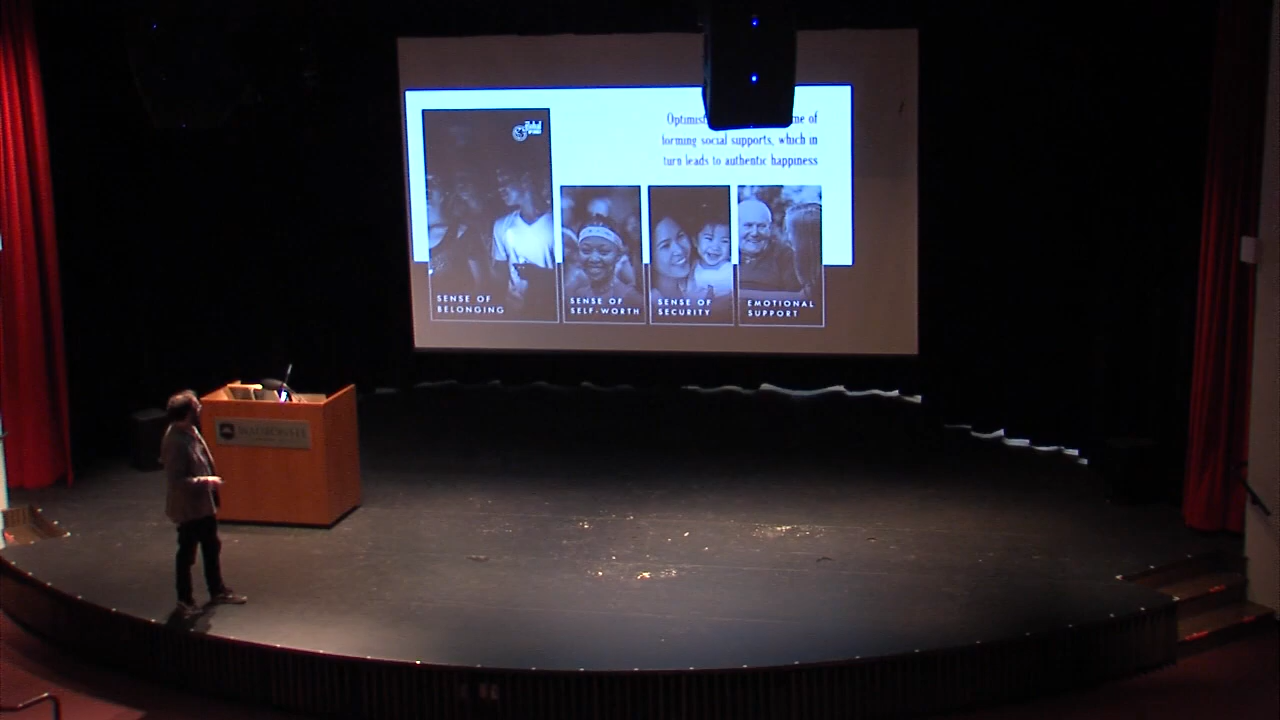 Optimis me of
forming social supports, which in
turn leads to authentic happiness
SENSE OF
BELONGING
SENSE OF
SELF-WORTH
SENSE OF
SECURITY
EMOTIONAL
SUPPORT